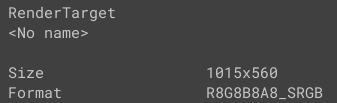 RenderTarget
<No name>
Size 1015x560
Format R8G8B8A8_SRGB